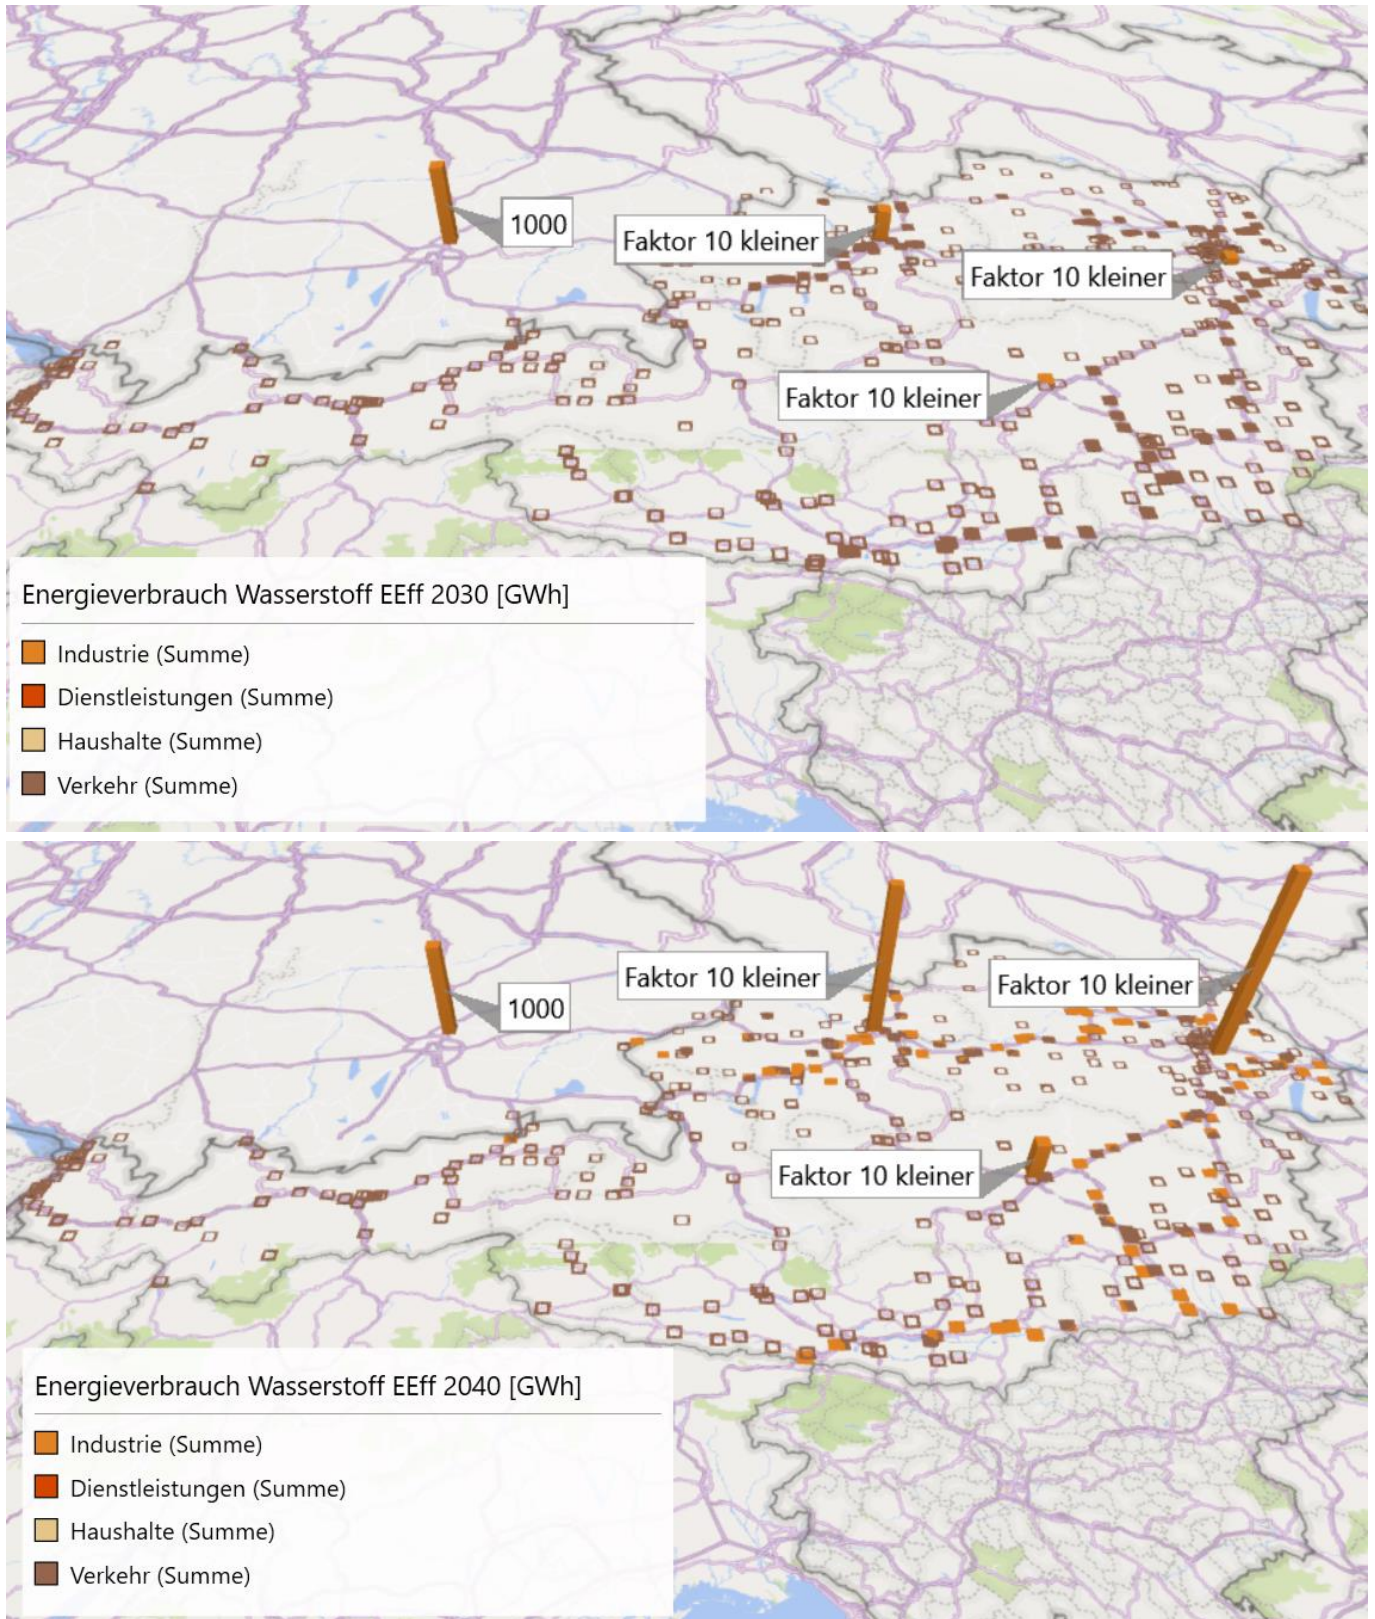 1000
Faktor 10 kleiner
Faktor 10 kleiner
Faktor 10 kleiner
Energieverbrauch Wasserstoff EEff 2030 [GWh]
Industrie (Summe)
Dienstleistungen (Summe)
Haushalte (Summe)
Verkehr (Summe)
Faktor 10 kleiner
Faktor 10 kleiner
1000
Faktor 10 kleiner
Energieverbrauch Wasserstoff EEff 2040 [GWh]
Industrie (Summe)
Dienstleistungen (Summe)
Haushalte (Summe)
Verkehr (Summe)